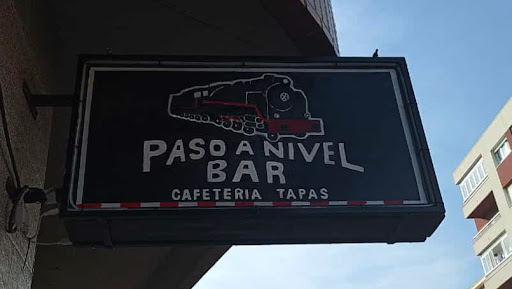 PASO A NIVEL
BAR
CAFETERIA TAPAS